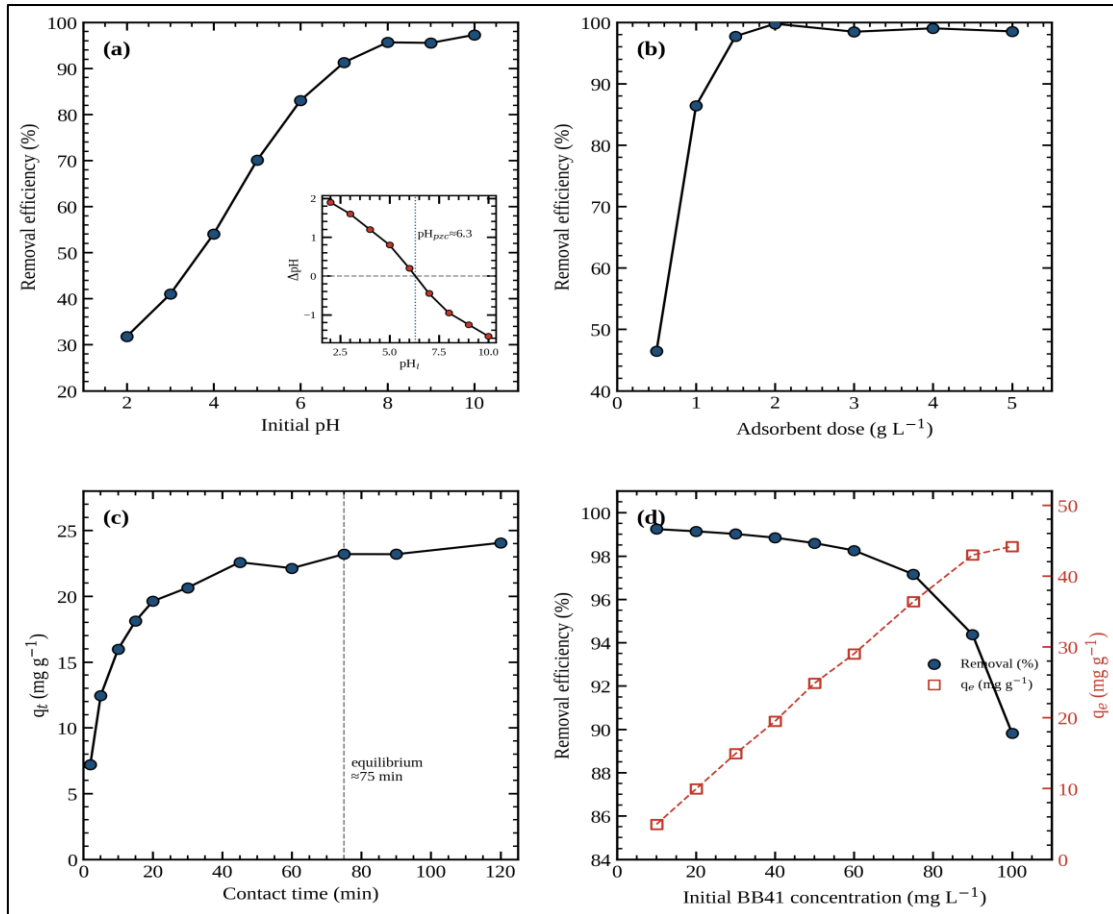 (a)
Removal efficiency (%)
100
90
80
70
60
50
40
30
20
2 4 6 8 10
Initial pH
ΔpH
2
1
0
−1
pH_pzc≈6.3
2.5 5.0 7.5 10.0
pH_i
(b)
Removal efficiency (%)
100
90
80
70
60
50
40
0 1 2 3 4 5
Adsorbent dose (g L⁻¹)
(c)
q_t (mg g⁻¹)
25
20
15
10
5
0
equilibrium
≈75 min
0 20 40 60 80 100 120
Contact time (min)
(d)
Removal efficiency (%)
100
98
96
94
92
90
88
86
84
Removal (%)
q_e (mg g⁻¹)
0 20 40 60 80 100
Initial BB41 concentration (mg L⁻¹)
50
40
30
20
10
0
q_e (mg g⁻¹)